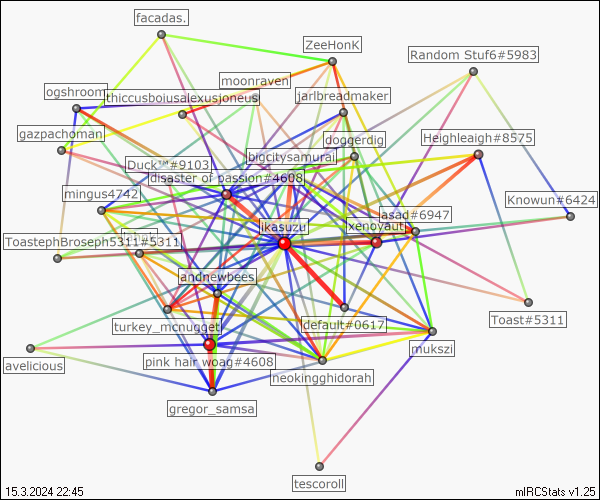 facadas.
ZeeHonK
Random Stuf6#5983
moonraven
ogshroom
thiccusboiusalexusjoneus
jarlbreadmaker
gazpachoman
doggerdig
Heighleaigh#8575
bigcitysamurai
Duck™#9103
disaster of passion#4608
mingus4742
Knowun#6424
iasad#6947
ikasuzu
xenoyaut
ToastephBroseph5311#5311
andnewbees
Toast#5311
default#0617
turkey_mcnugget
mukszi
pink hair woag#4608
avelicious
neokingghidorah
gregor_samsa
tescoroll
15.3.2024 22:45
mIRCStats v1.25